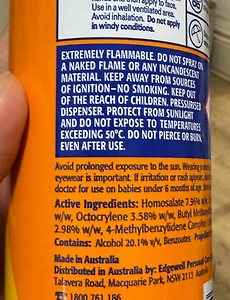 then apply to face.
Use in a well ventilated area.
Avoid inhalation. Do not apply
in windy conditions.
EXTREMELY FLAMMABLE. DO NOT SPRAY ON
A NAKED FLAME OR ANY INCANDESCENT
MATERIAL. KEEP AWAY FROM SOURCES
OF IGNITION–NO SMOKING. KEEP OUT
OF THE REACH OF CHILDREN. PRESSURISED
DISPENSER. PROTECT FROM SUNLIGHT
AND DO NOT EXPOSE TO TEMPERATURES
EXCEEDING 50°C. DO NOT PIERCE OR BURN,
EVEN AFTER USE.
Avoid prolonged exposure to the sun. Wearing
eyewear is important. If irritation or rash appear
doctor for use on babies under 6 months of age.
Active Ingredients: Homosalate 7.96%
w/w, Octocrylene 3.58% w/w, Butyl
2.98% w/w, 4-Methylbenzylidene
Contains: Alcohol 20.1% v/v, Benzoates
Made in Australia
Distributed in Australia by: Edgewell Personal
Talavera Road, Macquarie Park, NSW 2113
1800 761 186